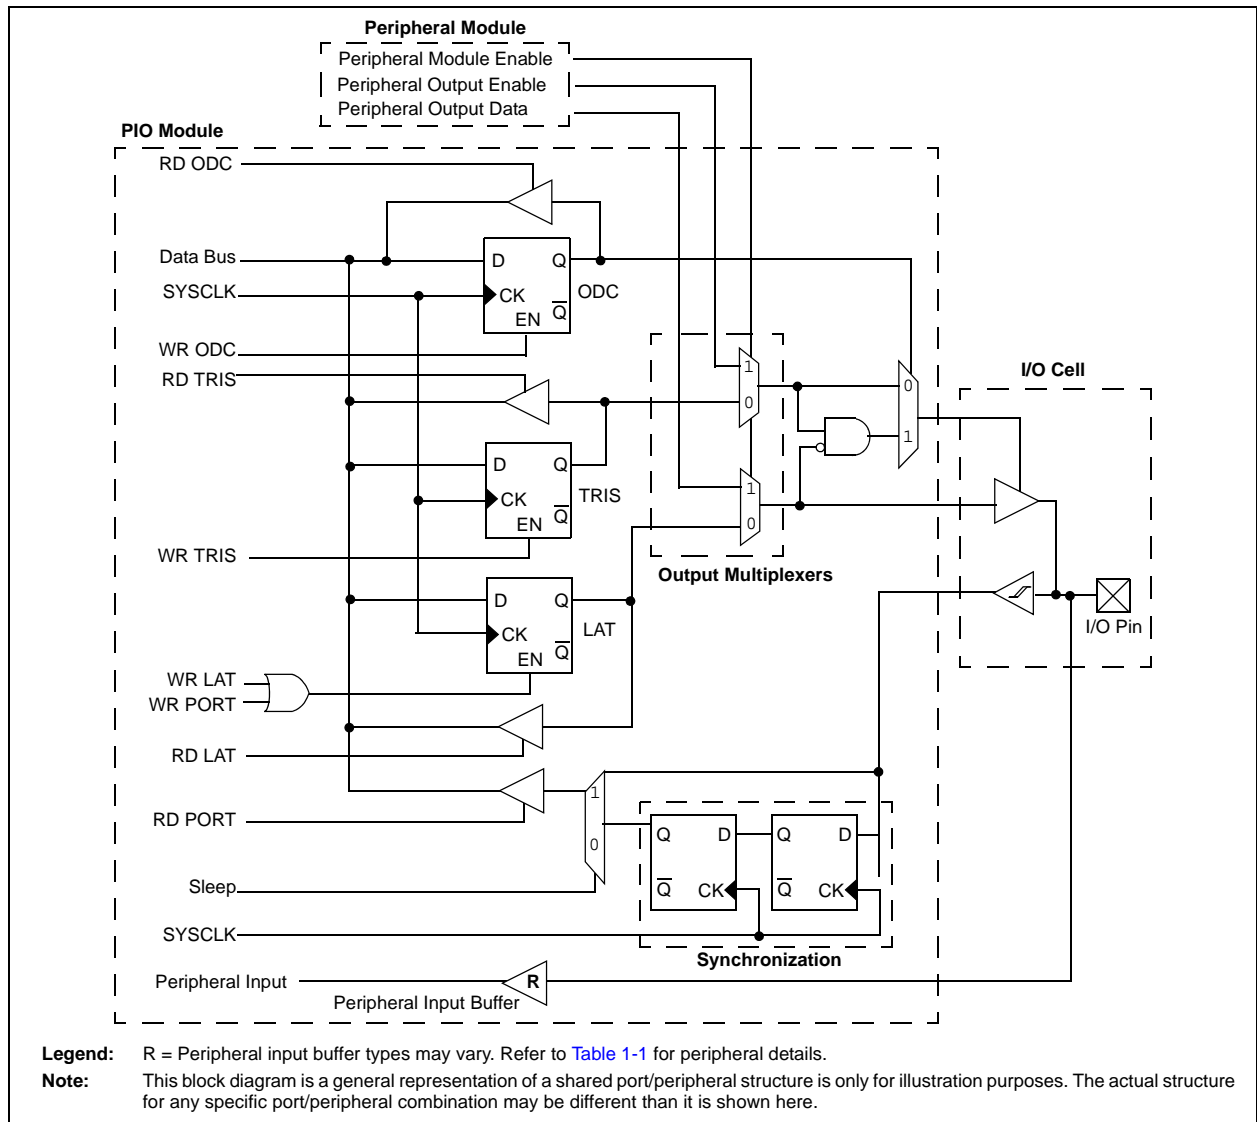 Peripheral Module
Peripheral Module Enable
Peripheral Output Enable
Peripheral Output Data
PIO Module
RD ODC
Data Bus
D Q
SYSCLK
CK
ODC
EN Q
WR ODC
RD TRIS
1
0
I/O Cell
0
1
D Q
CK
TRIS
EN Q
WR TRIS
1
0
Output Multiplexers
D Q
CK
LAT
EN Q
I/O Pin
WR LAT
WR PORT
RD LAT
1
RD PORT
0
Q D Q D
Sleep
Q CK Q CK
SYSCLK
Synchronization
Peripheral Input
R
Peripheral Input Buffer
Legend: R = Peripheral input buffer types may vary. Refer to Table 1-1 for peripheral details.
Note: This block diagram is a general representation of a shared port/peripheral structure is only for illustration purposes. The actual structure
for any specific port/peripheral combination may be different than it is shown here.